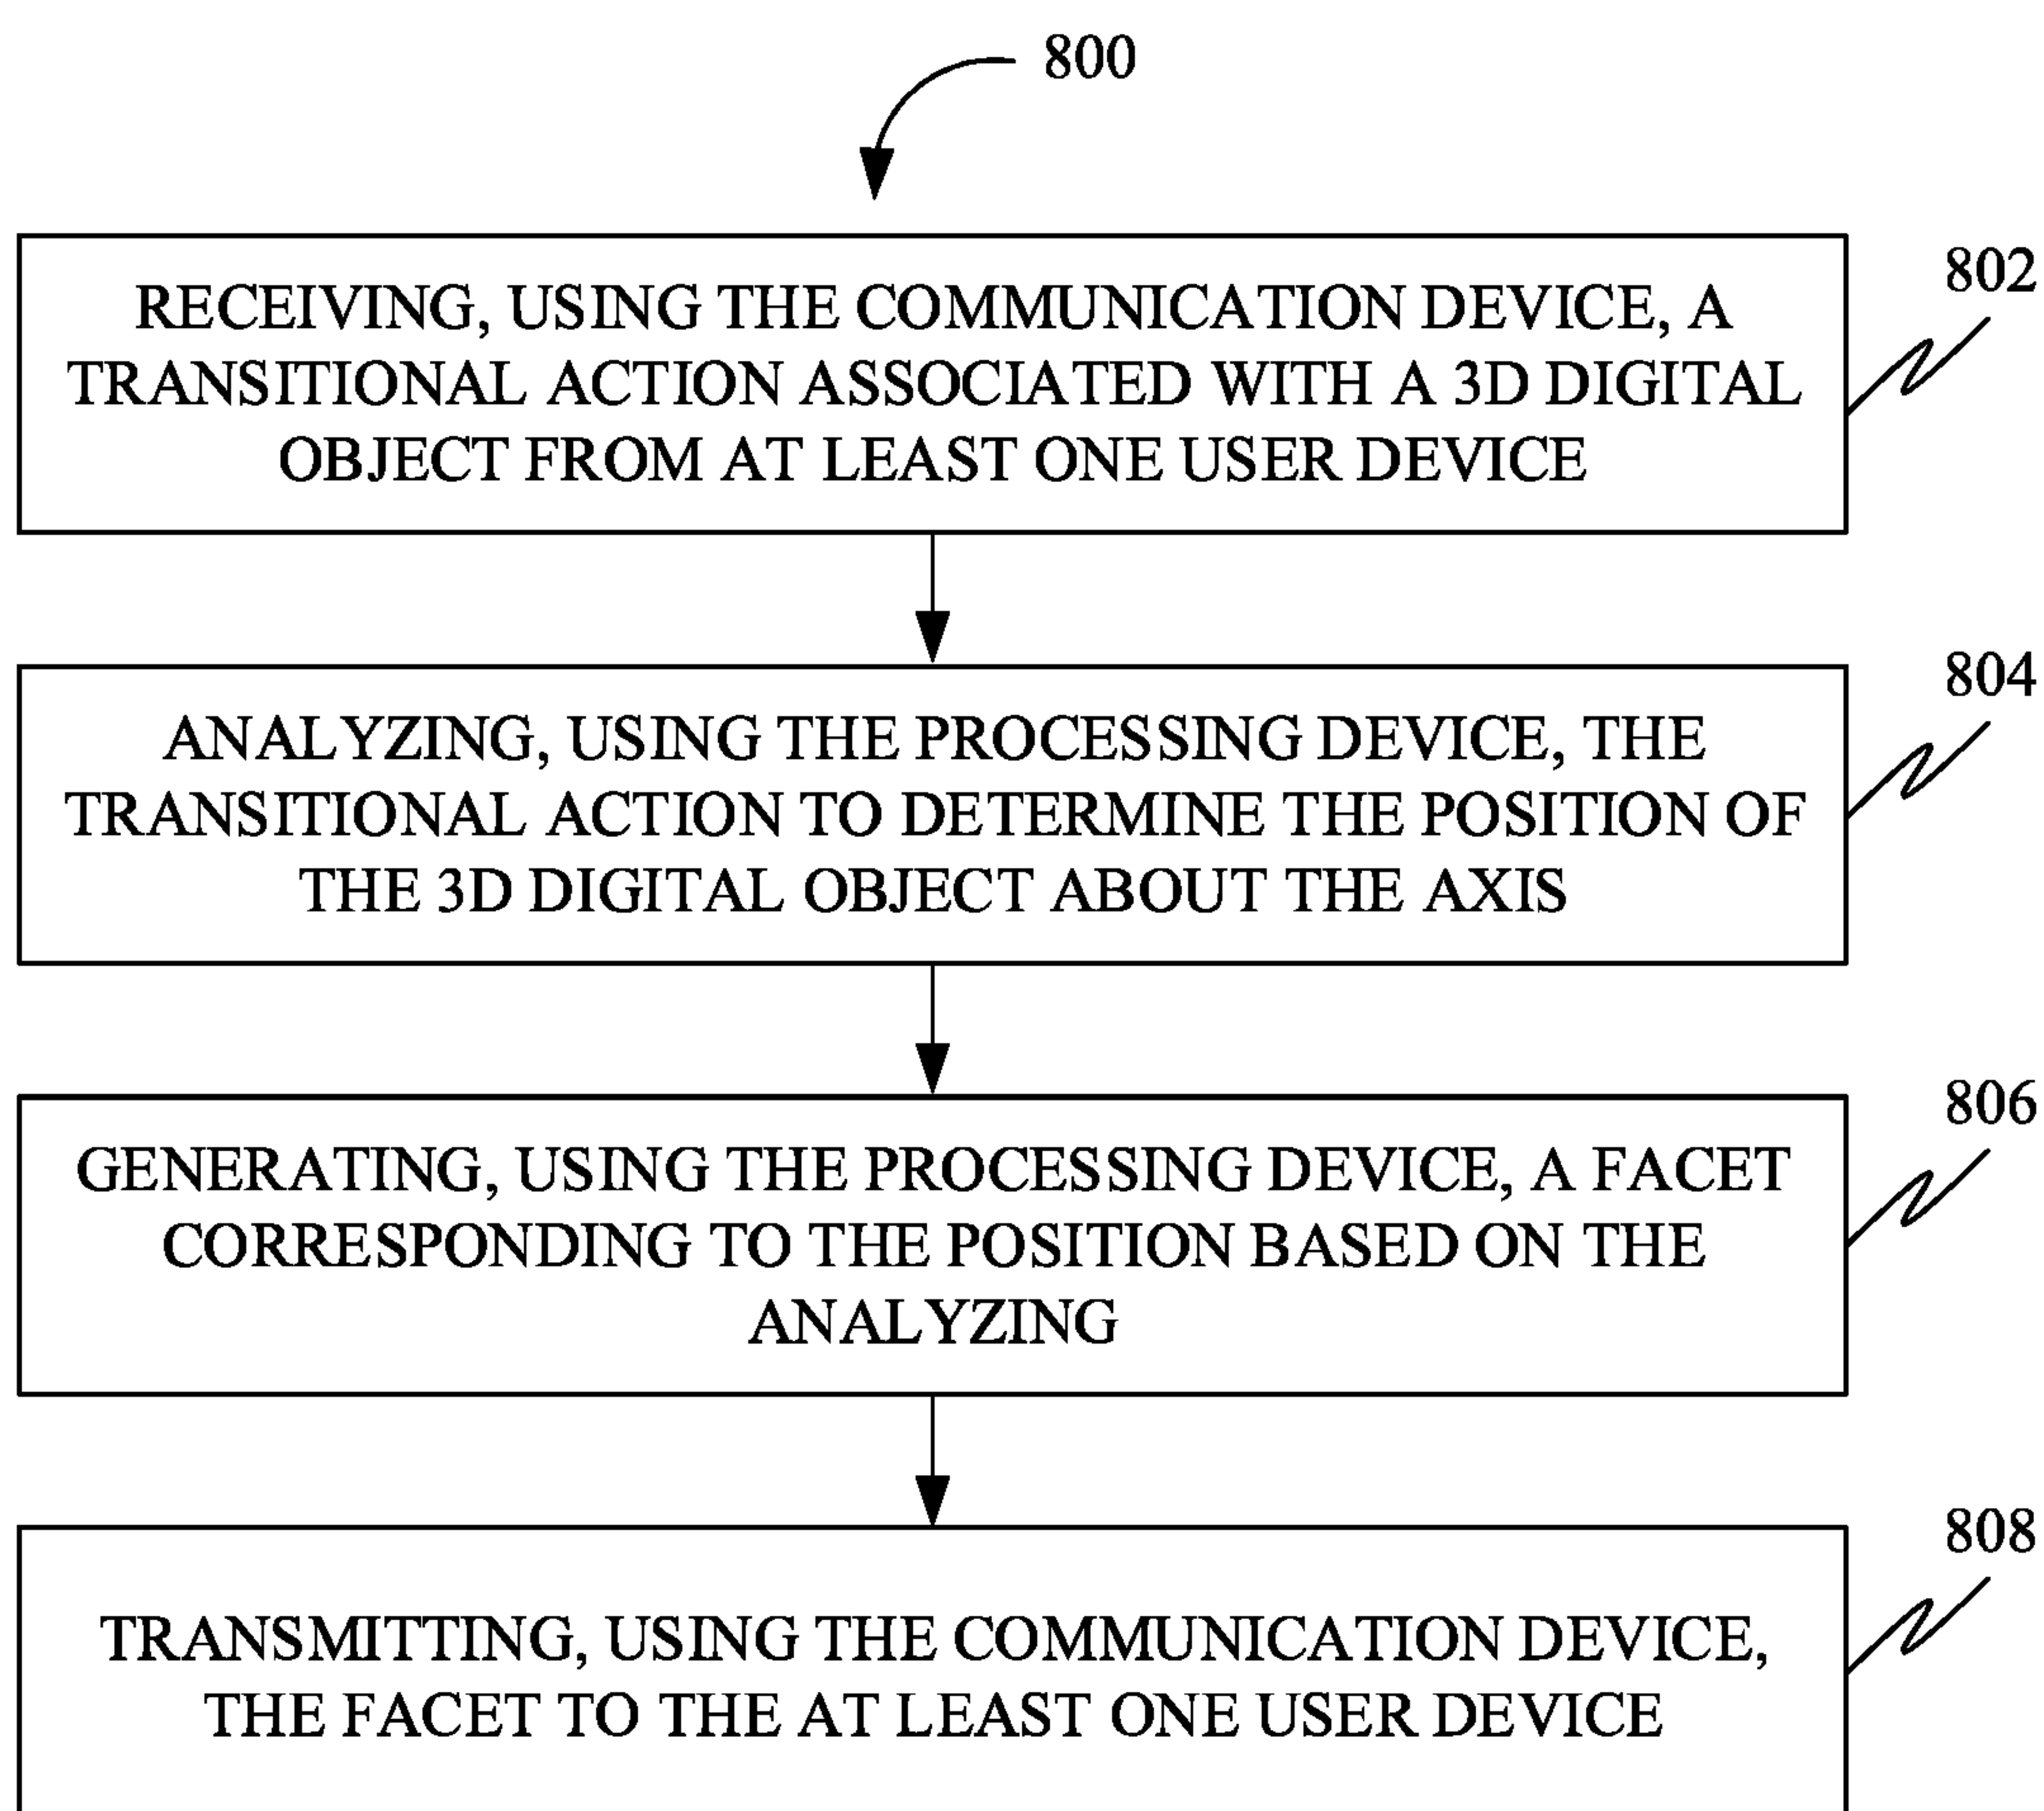 800
802
RECEIVING, USING THE COMMUNICATION DEVICE, A
TRANSITIONAL ACTION ASSOCIATED WITH A 3D DIGITAL
OBJECT FROM AT LEAST ONE USER DEVICE
804
ANALYZING, USING THE PROCESSING DEVICE, THE
TRANSITIONAL ACTION TO DETERMINE THE POSITION OF
THE 3D DIGITAL OBJECT ABOUT THE AXIS
806
GENERATING, USING THE PROCESSING DEVICE, A FACET
CORRESPONDING TO THE POSITION BASED ON THE
ANALYZING
808
TRANSMITTING, USING THE COMMUNICATION DEVICE,
THE FACET TO THE AT LEAST ONE USER DEVICE